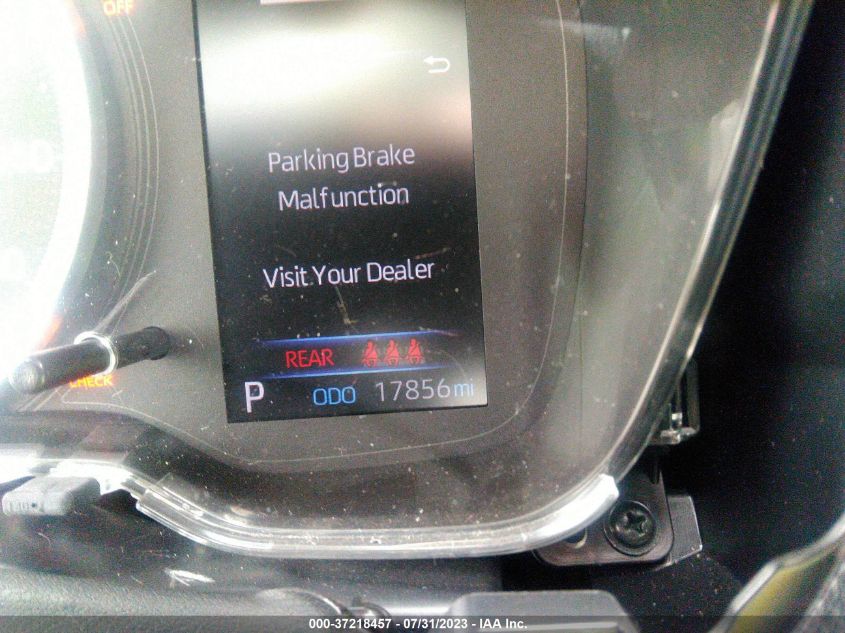 OFF
Parking Brake
Malfunction
Visit Your Dealer
REAR
CHECK
P ODO 17856 mi
000-37218457 - 07/31/2023 - IAA Inc.